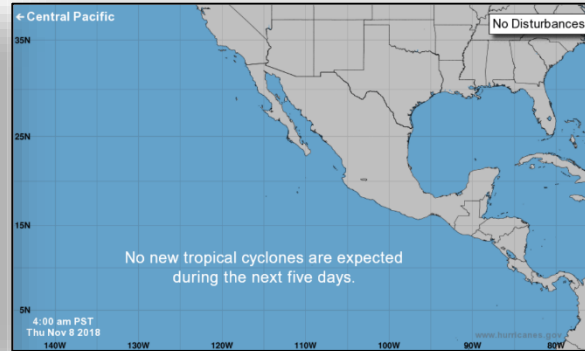 ←Central Pacific
No Disturbances
35N
25N
15N
No new tropical cyclones are expected
during the next five days.
5N
4:00 am PST
Thu Nov 8 2018
www.hurricanes.gov
140W
130W
120W
110W
100W
90W
80W